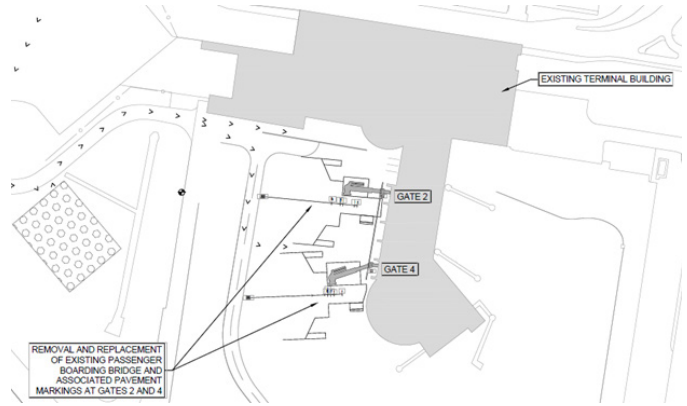 EXISTING TERMINAL BUILDING
GATE 2
GATE 4
REMOVAL AND REPLACEMENT
OF EXISTING PASSENGER
BOARDING BRIDGE AND
ASSOCIATED PAVEMENT
MARKINGS AT GATES 2 AND 4